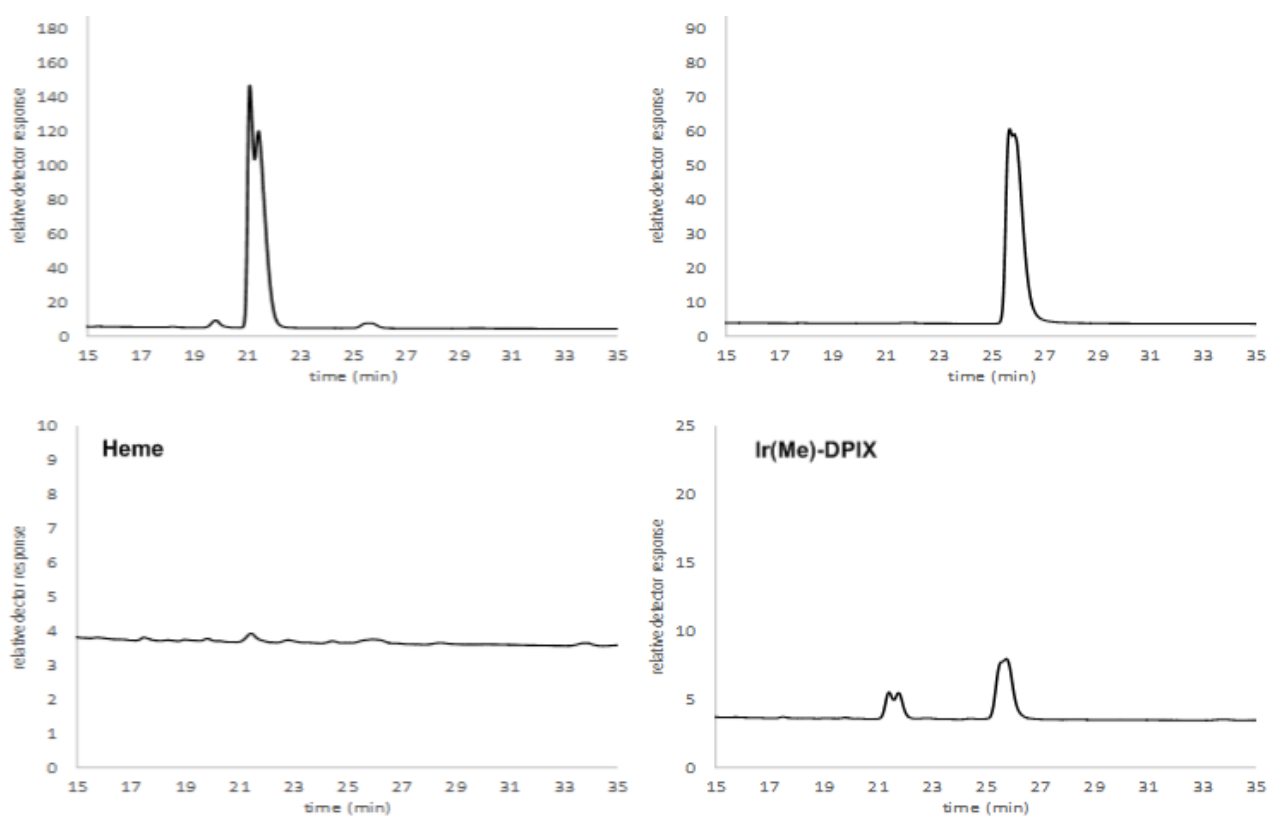 relative detector response
180
160
140
120
100
80
60
40
20
0
15 17 19 21 23 25 27 29 31 33 35
time (min)
relative detector response
90
80
70
60
50
40
30
20
10
0
15 17 19 21 23 25 27 29 31 33 35
time (min)
Heme
relative dector response
10
9
8
7
6
5
4
3
2
1
0
15 17 19 21 23 25 27 29 31 33 35
time (min)
Ir(Me)-DPIX
relative detector response
25
20
15
10
5
0
15 17 19 21 23 25 27 29 31 33 35
time (min)